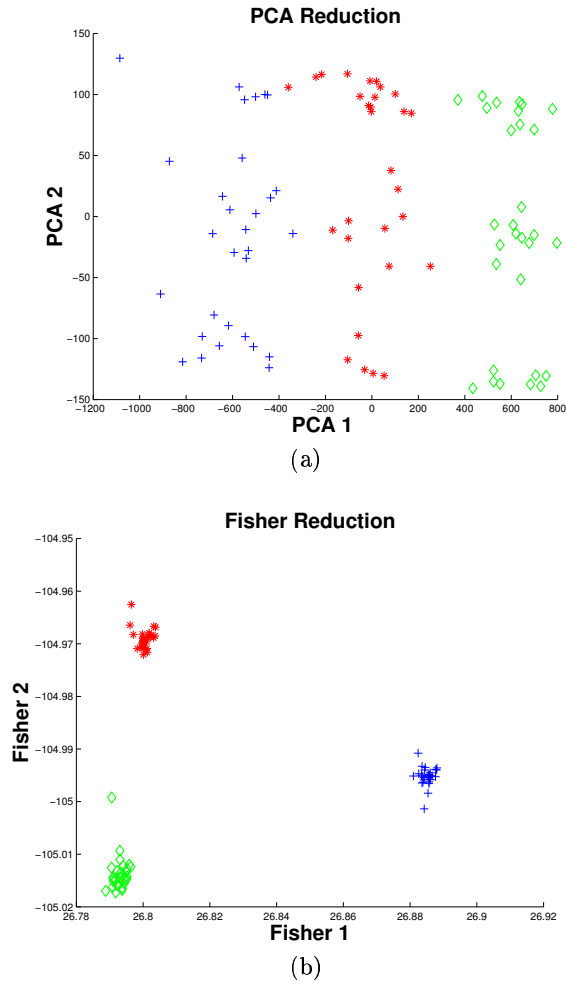 PCA Reduction
150
100
50
0
−50
−100
−150
PCA 2
−1200 −1000 −800 −600 −400 −200 0 200 400 600 800
PCA 1
(a)
Fisher Reduction
−104.95
−104.96
−104.97
−104.98
−104.99
−105
−105.01
−105.02
Fisher 2
26.78 26.8 26.82 26.84 26.86 26.88 26.9 26.92
Fisher 1
(b)